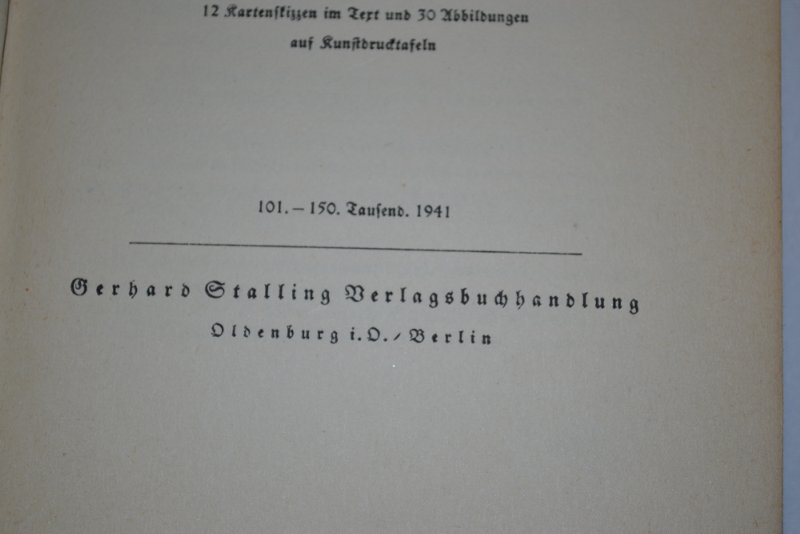 12 Kartenskizzen im Text und 30 Abbildungen
auf Kunstdrucktafeln
101.–150. Tausend. 1941
Gerhard Stalling Verlagsbuchhandlung
Oldenburg i.O. / Berlin